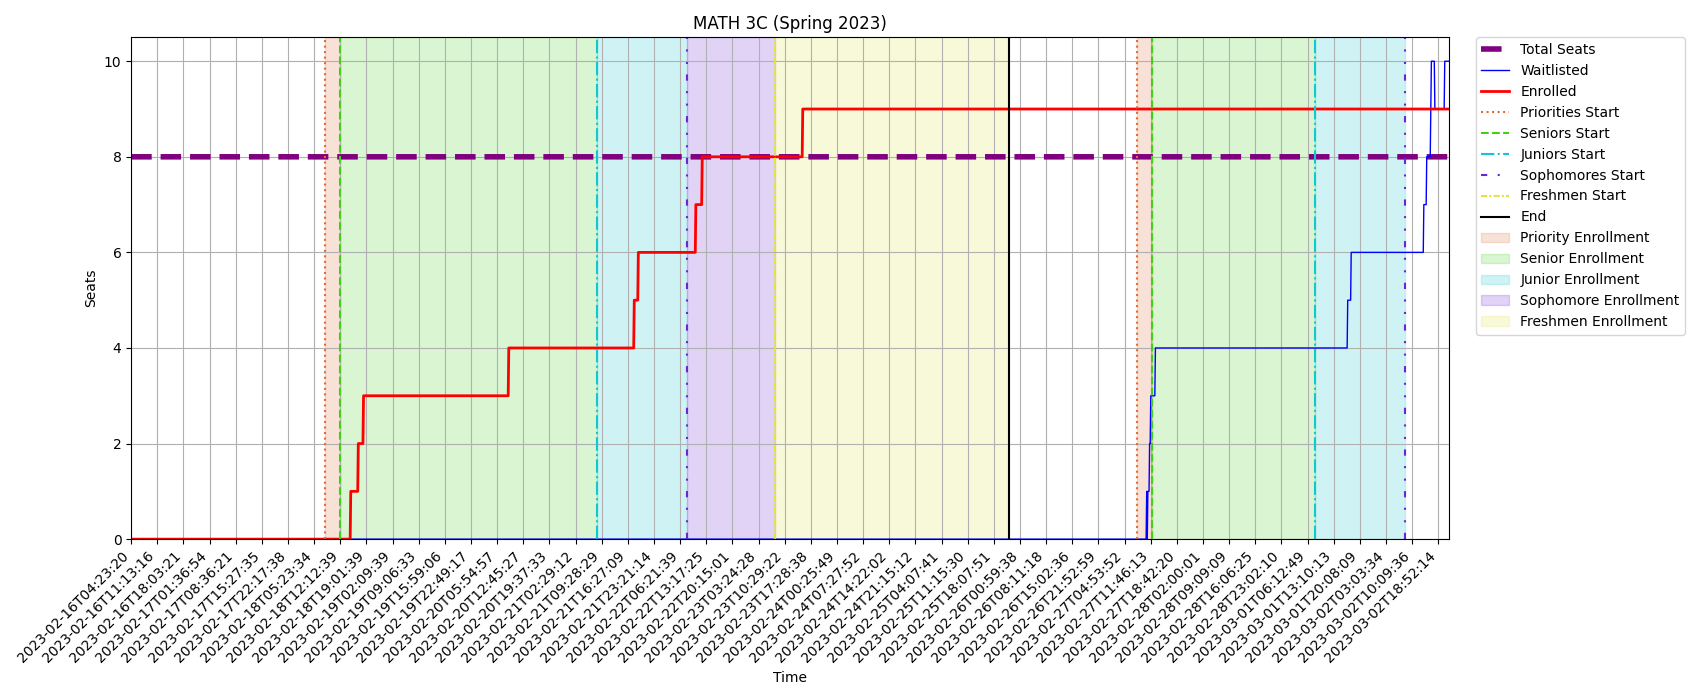 MATH 3C (Spring 2023)
Seats
10
8
6
4
2
0
2023-02-16T04:23:20
2023-02-16T11:13:16
2023-02-16T18:03:21
2023-02-17T01:36:54
2023-02-17T08:36:21
2023-02-17T15:27:35
2023-02-17T22:17:38
2023-02-18T05:23:34
2023-02-18T12:12:39
2023-02-18T19:01:39
2023-02-19T02:09:39
2023-02-19T09:06:33
2023-02-19T15:59:06
2023-02-19T22:49:17
2023-02-20T05:54:57
2023-02-20T12:45:27
2023-02-20T19:37:33
2023-02-21T02:29:12
2023-02-21T09:28:29
2023-02-21T16:27:09
2023-02-21T23:21:14
2023-02-22T06:21:39
2023-02-22T13:17:25
2023-02-22T20:15:01
2023-02-23T03:24:28
2023-02-23T10:29:22
2023-02-23T17:28:38
2023-02-24T00:25:49
2023-02-24T07:27:52
2023-02-24T14:22:02
2023-02-24T21:15:12
2023-02-25T04:07:41
2023-02-25T11:15:30
2023-02-25T18:07:51
2023-02-26T00:59:38
2023-02-26T08:11:18
2023-02-26T15:02:36
2023-02-26T21:52:59
2023-02-27T04:53:52
2023-02-27T11:46:13
2023-02-27T18:42:20
2023-02-28T02:00:01
2023-02-28T09:09:09
2023-02-28T16:06:25
2023-02-28T23:02:10
2023-03-01T06:12:49
2023-03-01T13:10:13
2023-03-01T20:08:09
2023-03-02T03:03:34
2023-03-02T10:09:36
2023-03-02T18:52:14
Time
Total Seats
Waitlisted
Enrolled
Priorities Start
Seniors Start
Juniors Start
Sophomores Start
Freshmen Start
End
Priority Enrollment
Senior Enrollment
Junior Enrollment
Sophomore Enrollment
Freshmen Enrollment